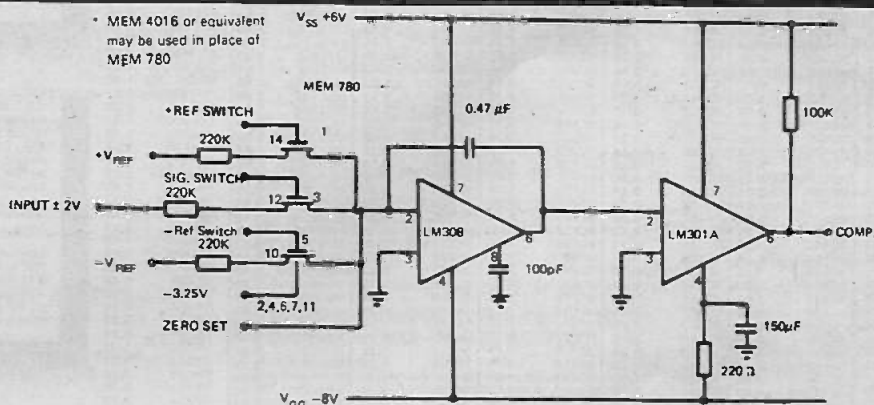 * MEM 4016 or equivalent
may be used in place of
MEM 780
VSS +6V
MEM 780
0.47 µF
100K
+REF SWITCH
220K
14
1
+VREF
SIG. SWITCH
220K
12
3
INPUT ± 2V
-Ref Switch
220K
10
5
-VREF
-3.25V
2,4,6,7,11
ZERO SET
2
3
7
LM308
6
8
4
100pF
2
3
7
LM301A
6
4
COMP
150µF
220Ω
-8V